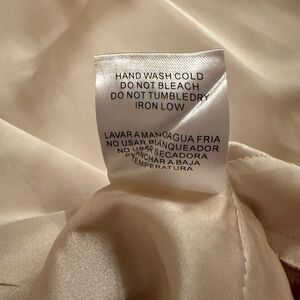 HAND WASH COLD
DO NOT BLEACH
DO NOT TUMBLEDRY
IRON LOW
LAVAR A MANO AGUA FRIA
NO USAR BLANQUEADOR
NO USAR SECADORA
PLANCHAR A BAJA
TEMPERATURA